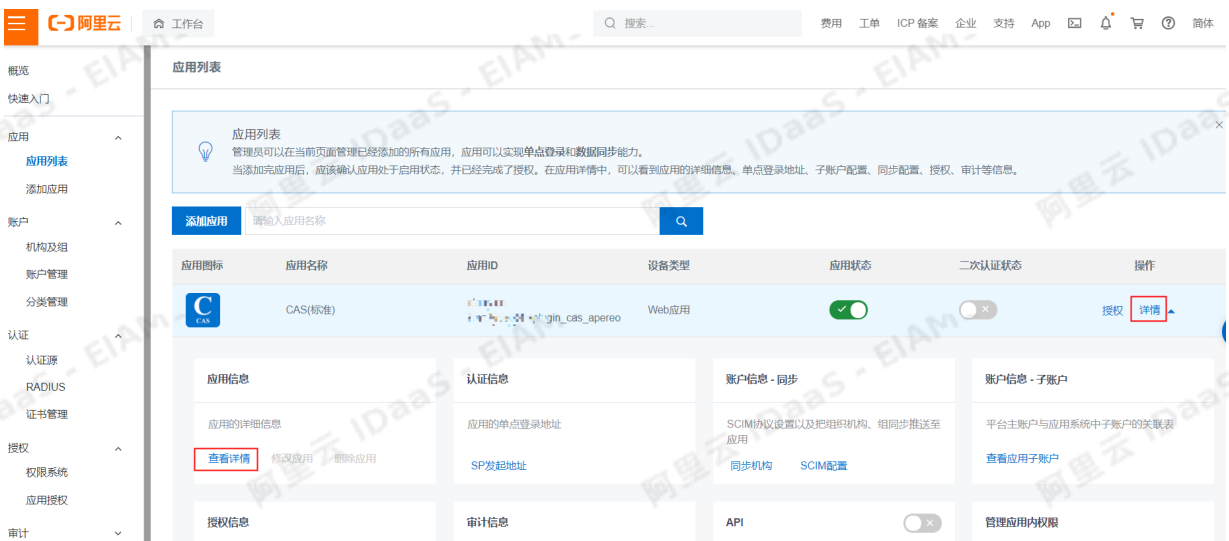 阿里云
工作台
搜索...
费用 工单 ICP 备案 企业 支持 App 简体
概览
快速入门
应用
应用列表
添加应用
账户
机构及组
账户管理
分类管理
认证
认证源
RADIUS
证书管理
授权
权限系统
应用授权
审计
应用列表
应用列表
管理员可以在当前页面管理已经添加的所有应用，应用可以实现单点登录和数据同步能力。
当添加完应用后，应该确认应用处于启用状态，并已经完成了授权。在应用详情中，可以看到应用的详细信息、单点登录地址、子账户配置、同步配置、授权、审计等信息。
添加应用 请输入应用名称
应用图标 应用名称 应用ID 设备类型 应用状态 二次认证状态 操作
C
CAS
CAS(标准) plugin_cas_apereo Web应用 授权 详情
应用信息
应用的详细信息
查看详情 修改应用 删除应用
认证信息
应用的单点登录地址
SP发起地址
账户信息 - 同步
SCIM协议设置以及把组织机构、组同步推送至
应用
同步机构 SCIM配置
账户信息 - 子账户
平台主账户与应用系统中子账户的关联表
查看应用子账户
授权信息
审计信息
API
管理应用内权限
阿里云 IDaaS - EIAM